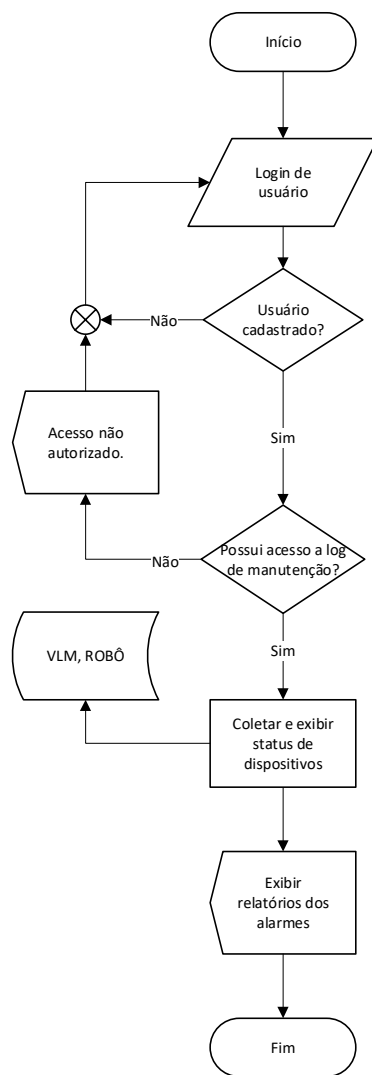 Início
Login de
usuário
Usuário
cadastrado?
Não
Sim
Acesso não
autorizado.
Possui acesso a log
de manutenção?
Não
Sim
VLM, ROBÔ
Coletar e exibir
status de
dispositivos
Exibir
relatórios dos
alarmes
Fim